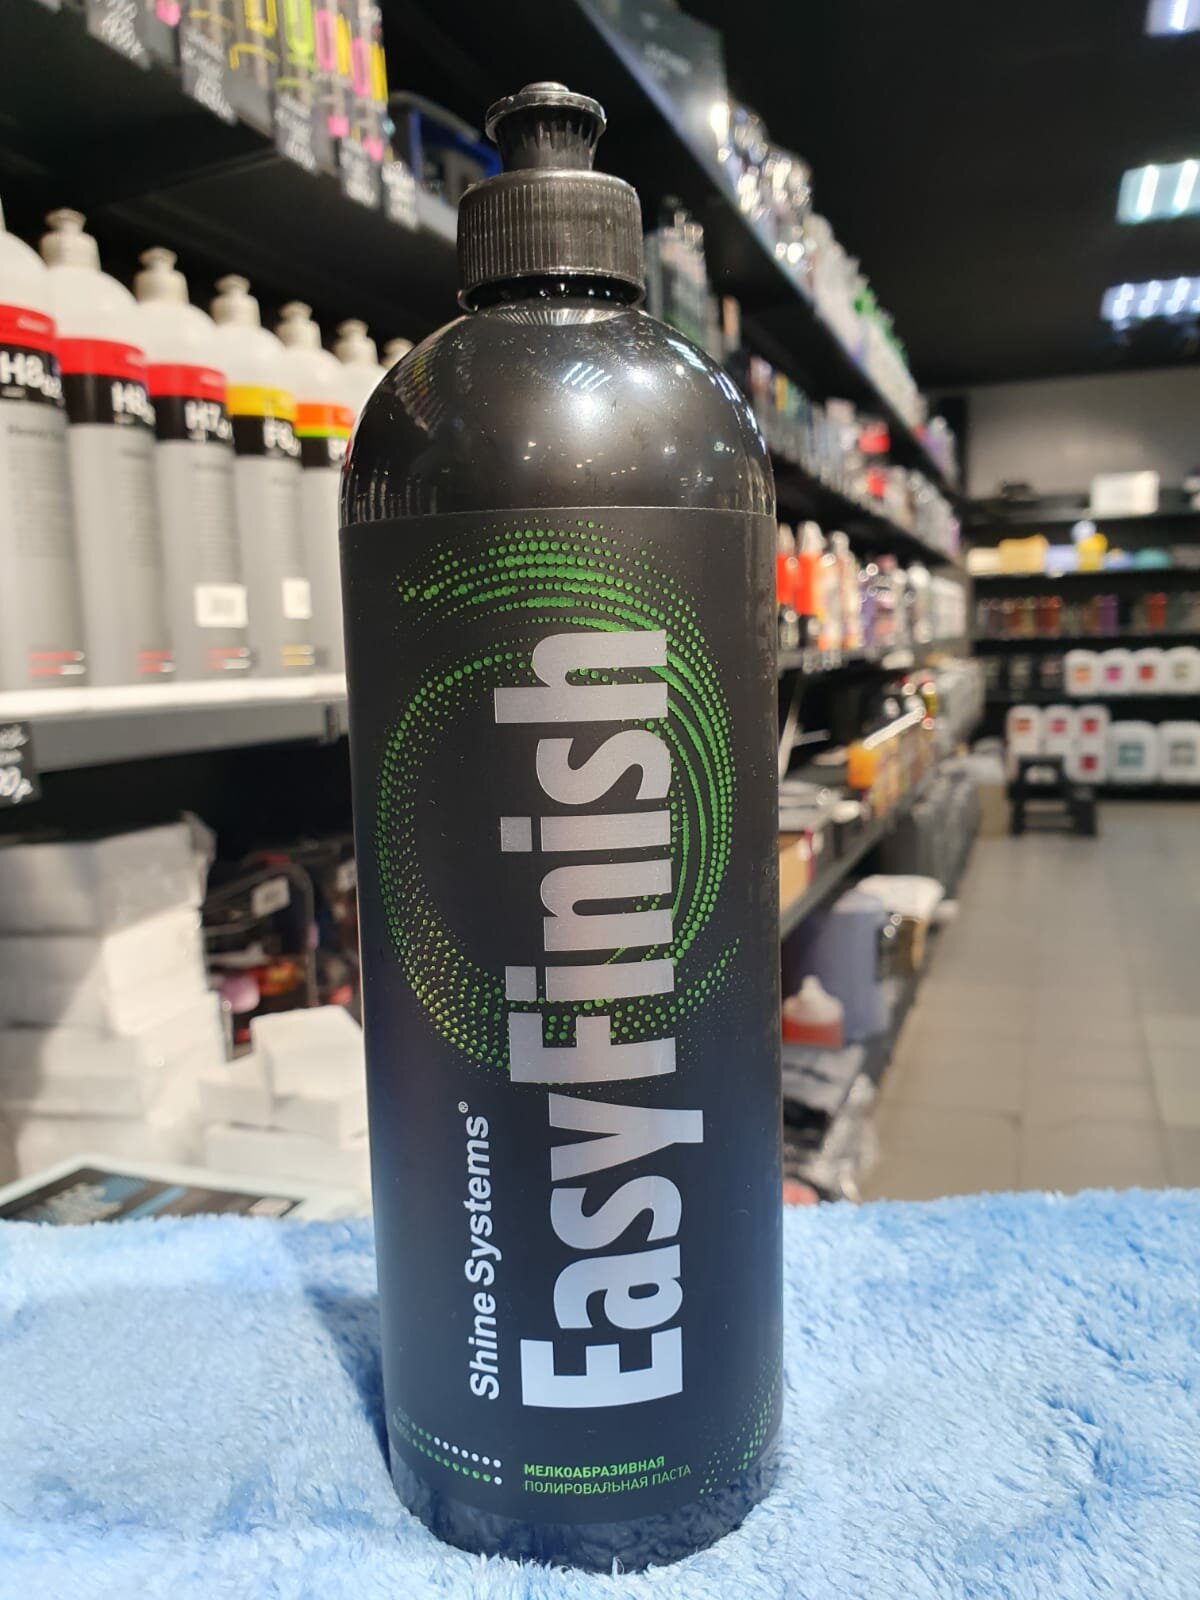 Shine Systems®
EasyFinish
МЕЛКОАБРАЗИВНАЯ
ПОЛИРОВАЛЬНАЯ ПАСТА